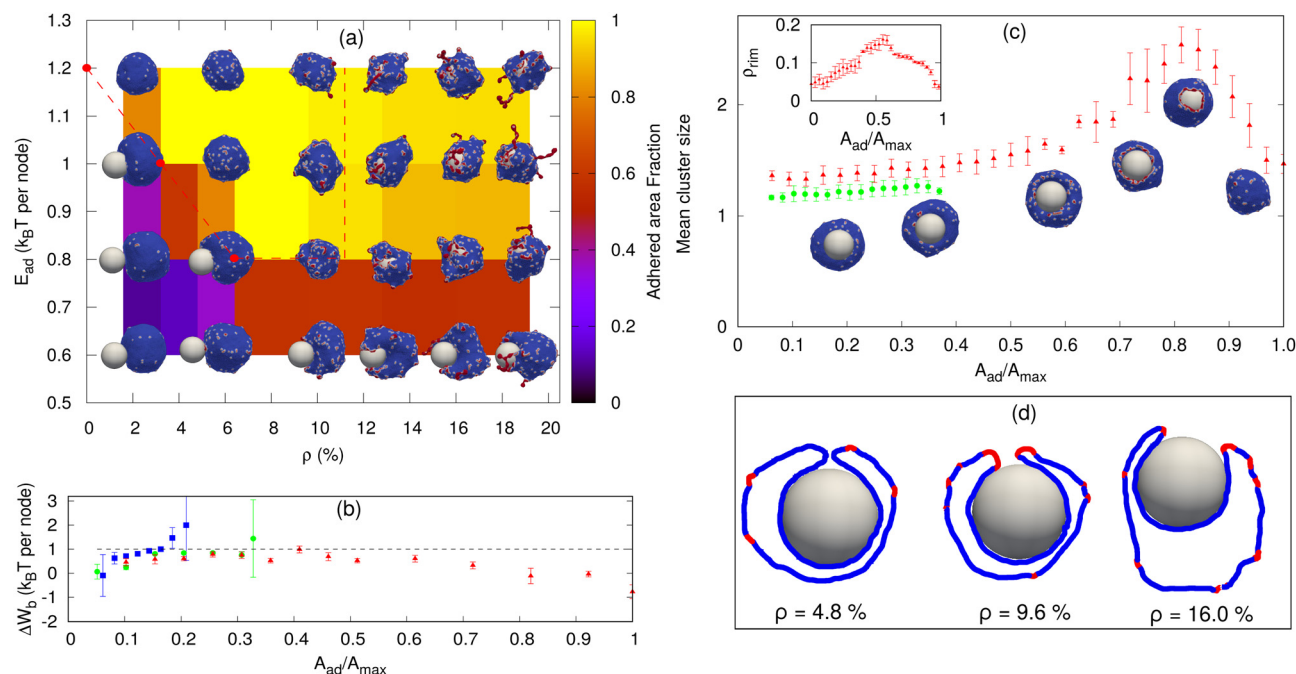 (a)
1.3
1.2
1.1
1
0.9
0.8
0.7
0.6
0.5
E_ad (k_BT per node)
0 2 4 6 8 10 12 14 16 18 20
ρ (%)
1
0.8
0.6
0.4
0.2
0
Adhered area Fraction
(b)
3
2
1
0
-1
ΔW_b (k_BT per node)
0 0.1 0.2 0.3 0.4 0.5 0.6 0.7 0.8 0.9 1
A_ad/A_max
(c)
0.2
0.1
0
ρ_rim
0 0.5 1
A_ad/A_max
2
1
0
Mean cluster size
0 0.1 0.2 0.3 0.4 0.5 0.6 0.7 0.8 0.9 1.0
A_ad/A_max
(d)
ρ = 4.8 % ρ = 9.6 % ρ = 16.0 %